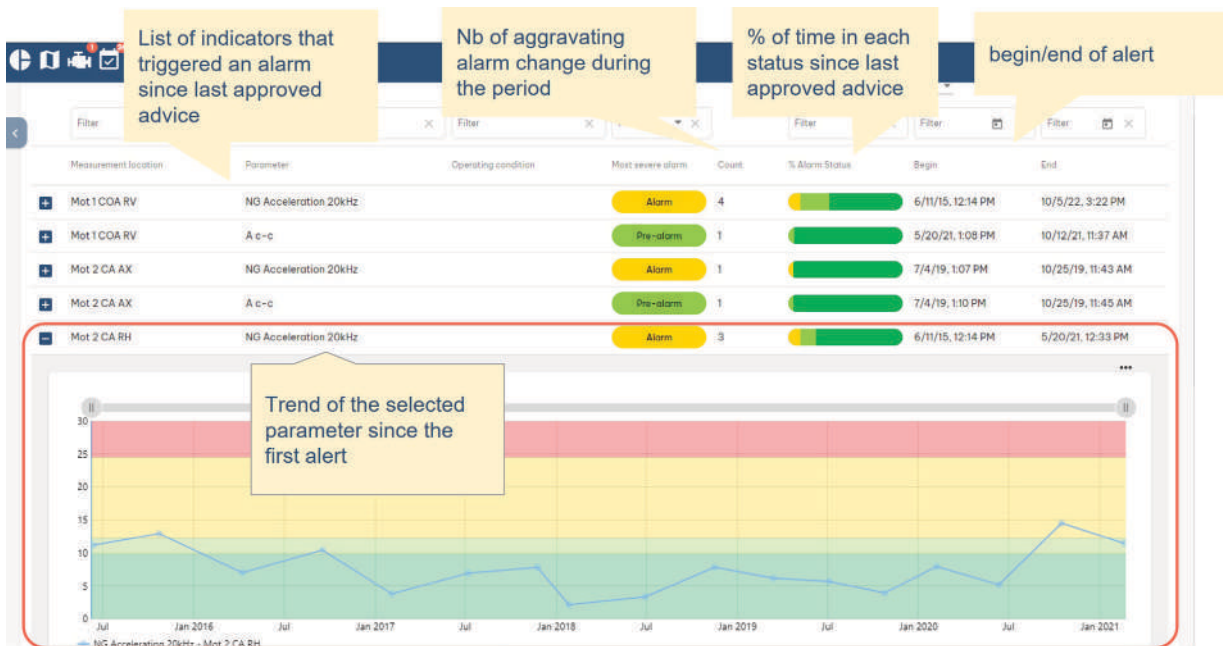 List of indicators that
triggered an alarm
since last approved
advice
Nb of aggravating
alarm change during
the period
% of time in each
status since last
approved advice
begin/end of alert
1
Filter
Filter
Filter
Filter
Filter
Measurement location Parameter Operating condition Most severe alarm Count % Alarm Status Begin End
Mot 1 COA RV NG Acceleration 20kHz Alarm 4 6/11/15, 12:14 PM 10/5/22, 3:22 PM
Mot 1 COA RV A c-c Pre-alarm 1 5/20/21, 1:08 PM 10/12/21, 11:37 AM
Mot 2 CA AX NG Acceleration 20kHz Alarm 1 7/4/19, 1:07 PM 10/25/19, 11:43 AM
Mot 2 CA AX A c-c Pre-alarm 1 7/4/19, 1:10 PM 10/25/19, 11:45 AM
Mot 2 CA RH NG Acceleration 20kHz Alarm 3 6/11/15, 12:14 PM 5/20/21, 12:33 PM
Trend of the selected
parameter since the
first alert
30
25
20
15
10
5
0
Jul Jan 2016 Jul Jan 2017 Jul Jan 2018 Jul Jan 2019 Jul Jan 2020 Jul Jan 2021
NG Acceleration 20kHz - Mot 2 CA RH